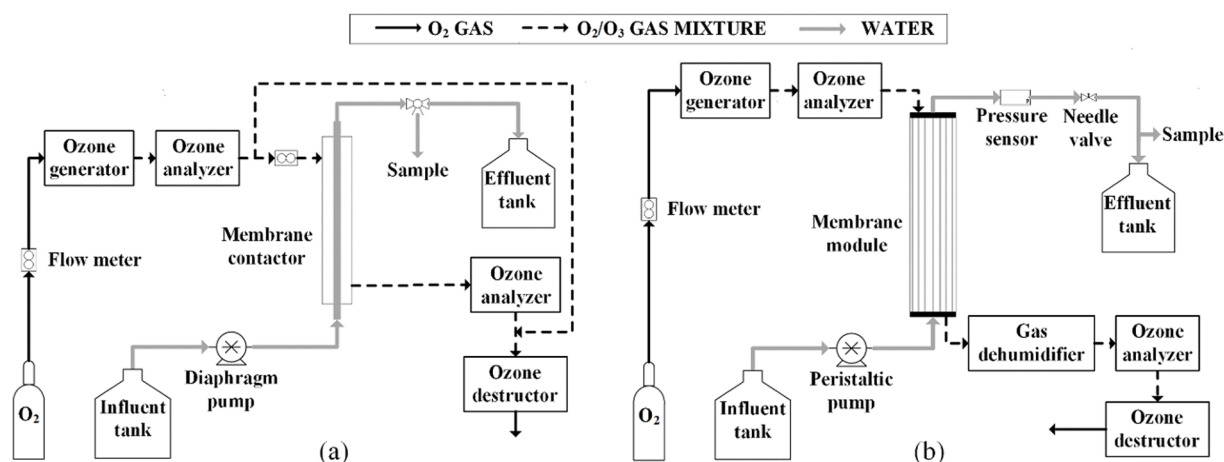 O₂ GAS
O₂/O₃ GAS MIXTURE
WATER
Ozone
generator
Ozone
analyzer
Sample
Effluent
tank
Flow meter
Membrane
contactor
Ozone
analyzer
Diaphragm
pump
Ozone
destructor
O₂
Influent
tank
(a)
Ozone
generator
Ozone
analyzer
Pressure
sensor
Needle
valve
Sample
Flow meter
Membrane
module
Effluent
tank
Gas
dehumidifier
Ozone
analyzer
Peristaltic
pump
O₂
Influent
tank
Ozone
destructor
(b)